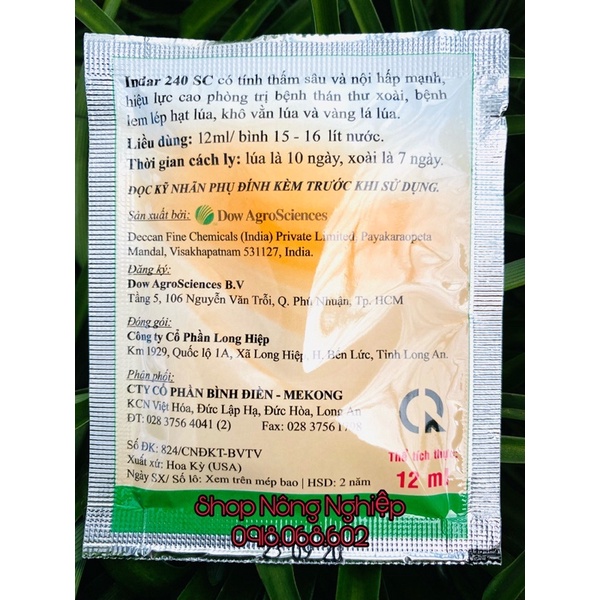 Indar 240 SC có tính thấm sâu và nội hấp mạnh,
hiệu lực cao phòng trị bệnh thán thư xoài, bệnh
lem lép hạt lúa, khô vằn lúa và vàng lá lúa.
Liều dùng: 12ml/ bình 15 - 16 lít nước.
Thời gian cách ly: lúa là 10 ngày, xoài là 7 ngày.
ĐỌC KỸ NHÃN PHỤ ĐÍNH KÈM TRƯỚC KHI SỬ DỤNG.
Sản xuất bởi: Dow AgroSciences
Deccan Fine Chemicals (India) Private Limited, Payakaraopeta
Mandal, Visakhapatnam 531127, India.
Đăng ký:
Dow AgroSciences B.V
Tầng 5, 106 Nguyễn Văn Trỗi, Q. Phú Nhuận, Tp. HCM
Đóng gói:
Công ty Cổ Phần Long Hiệp
Km 1929, Quốc lộ 1A, Xã Long Hiệp, H. Bến Lức, Tỉnh Long An.
Phân phối:
CTY CỔ PHẦN BÌNH ĐIỀN - MEKONG
KCN Việt Hóa, Đức Lập Hạ, Đức Hòa, Long An
ĐT: 028 3756 4041 (2) Fax: 028 3756
Số ĐK: 824/CNĐKT-BVTV
Xuất xứ: Hoa Kỳ (USA)
Ngày SX/ Số lô: Xem trên mép bao | HSD: 2 năm
Thể tích thực:
12 ml
Shop Nông Nghiệp
0918.068.602